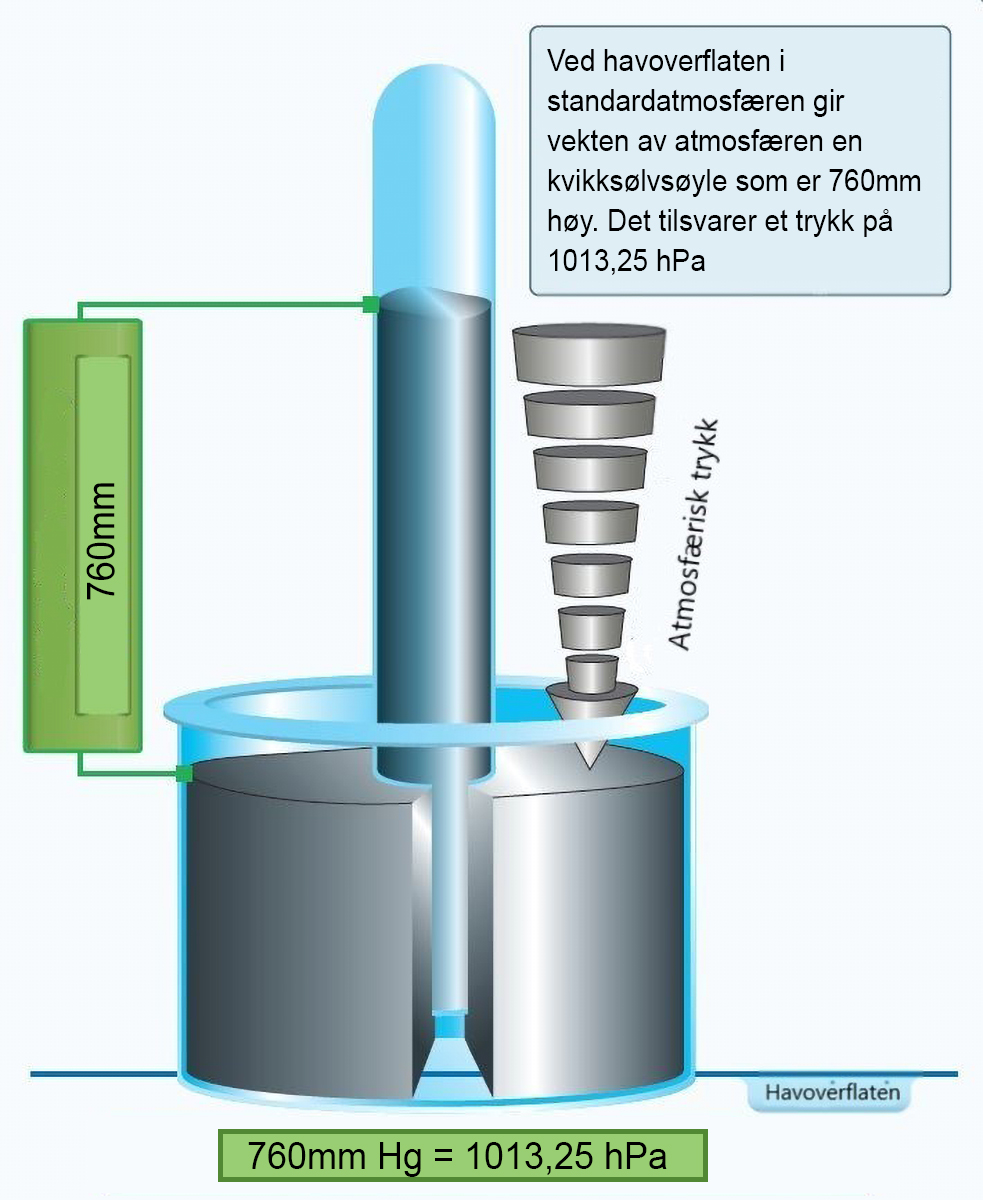 Ved havoverflaten i
standardatmosfæren gir
vekten av atmosfæren en
kvikksølvsøyle som er 760mm
høy. Det tilsvarer et trykk på
1013,25 hPa
760mm
Atmosfærisk trykk
Havoverflaten
760mm Hg = 1013,25 hPa